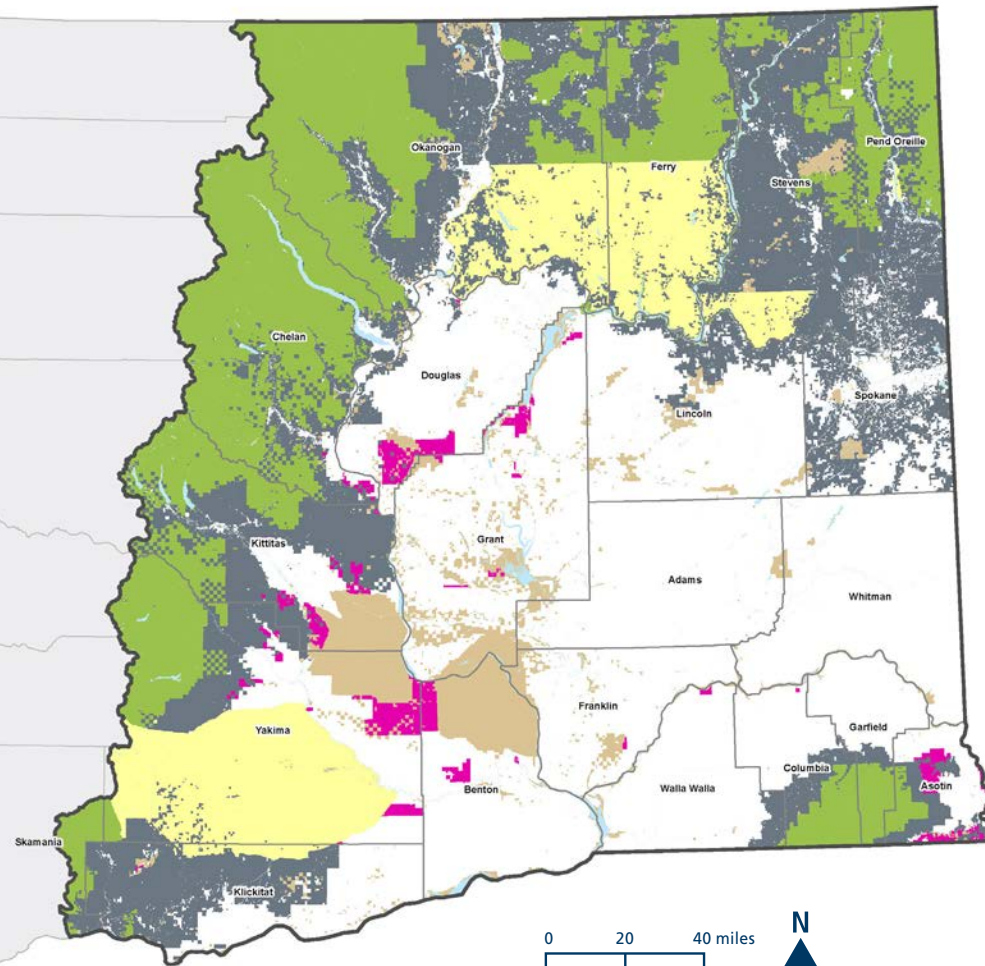 Okanogan
Ferry
Pend Oreille
Stevens
Chelan
Douglas
Lincoln
Spokane
Kittitas
Grant
Adams
Whitman
Yakima
Franklin
Garfield
Columbia
Asotin
Benton
Walla Walla
Skamania
Klickitat
N
0 20 40 miles